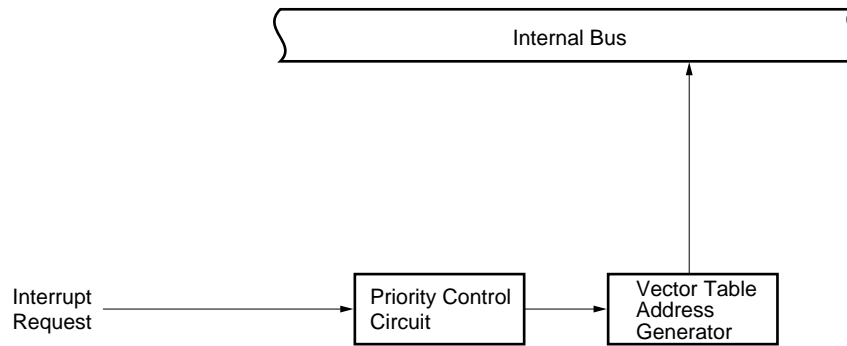 Internal Bus
Interrupt
Request
Priority Control
Circuit
Vector Table
Address
Generator